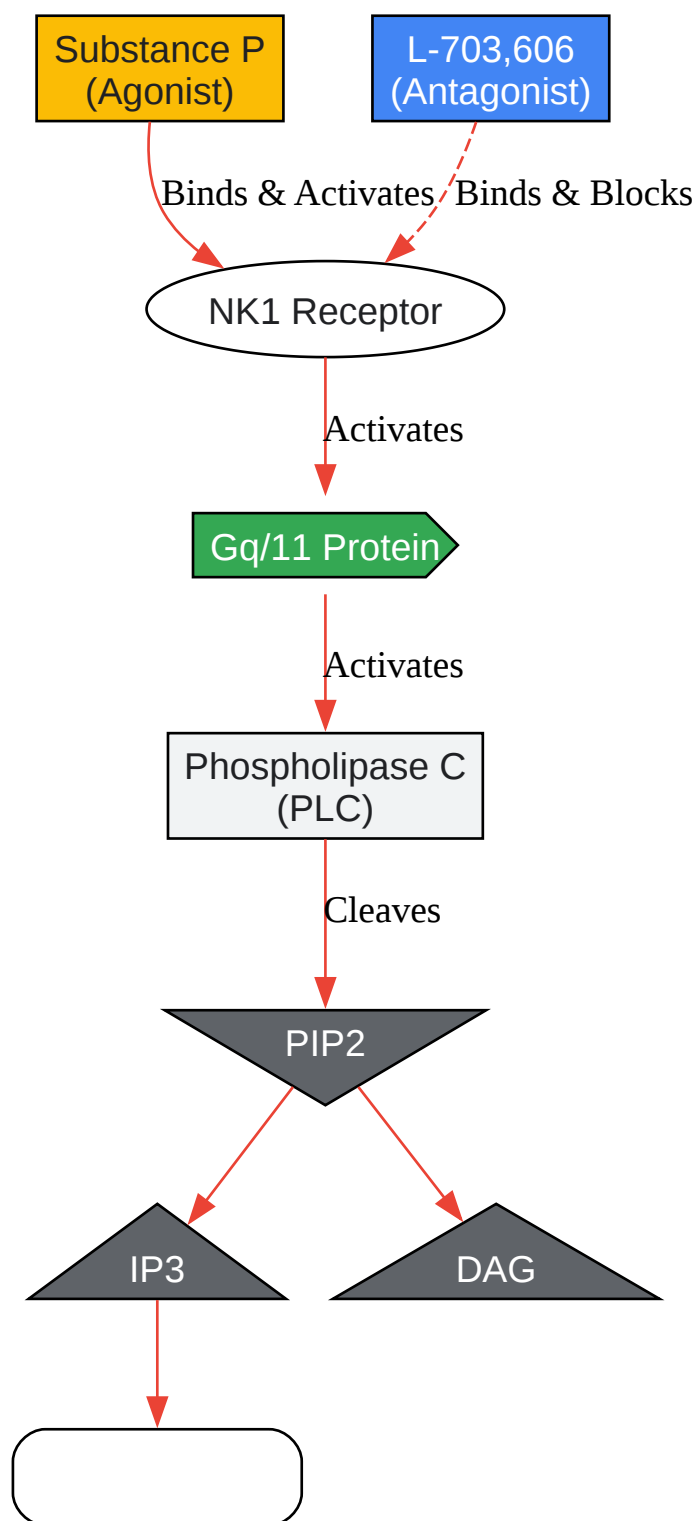 Substance P
(Agonist)
L-703,606
(Antagonist)
Binds & Activates
Binds & Blocks
NK1 Receptor
Activates
Gq/11 Protein
Activates
Phospholipase C
(PLC)
Cleaves
PIP2
IP3
DAG